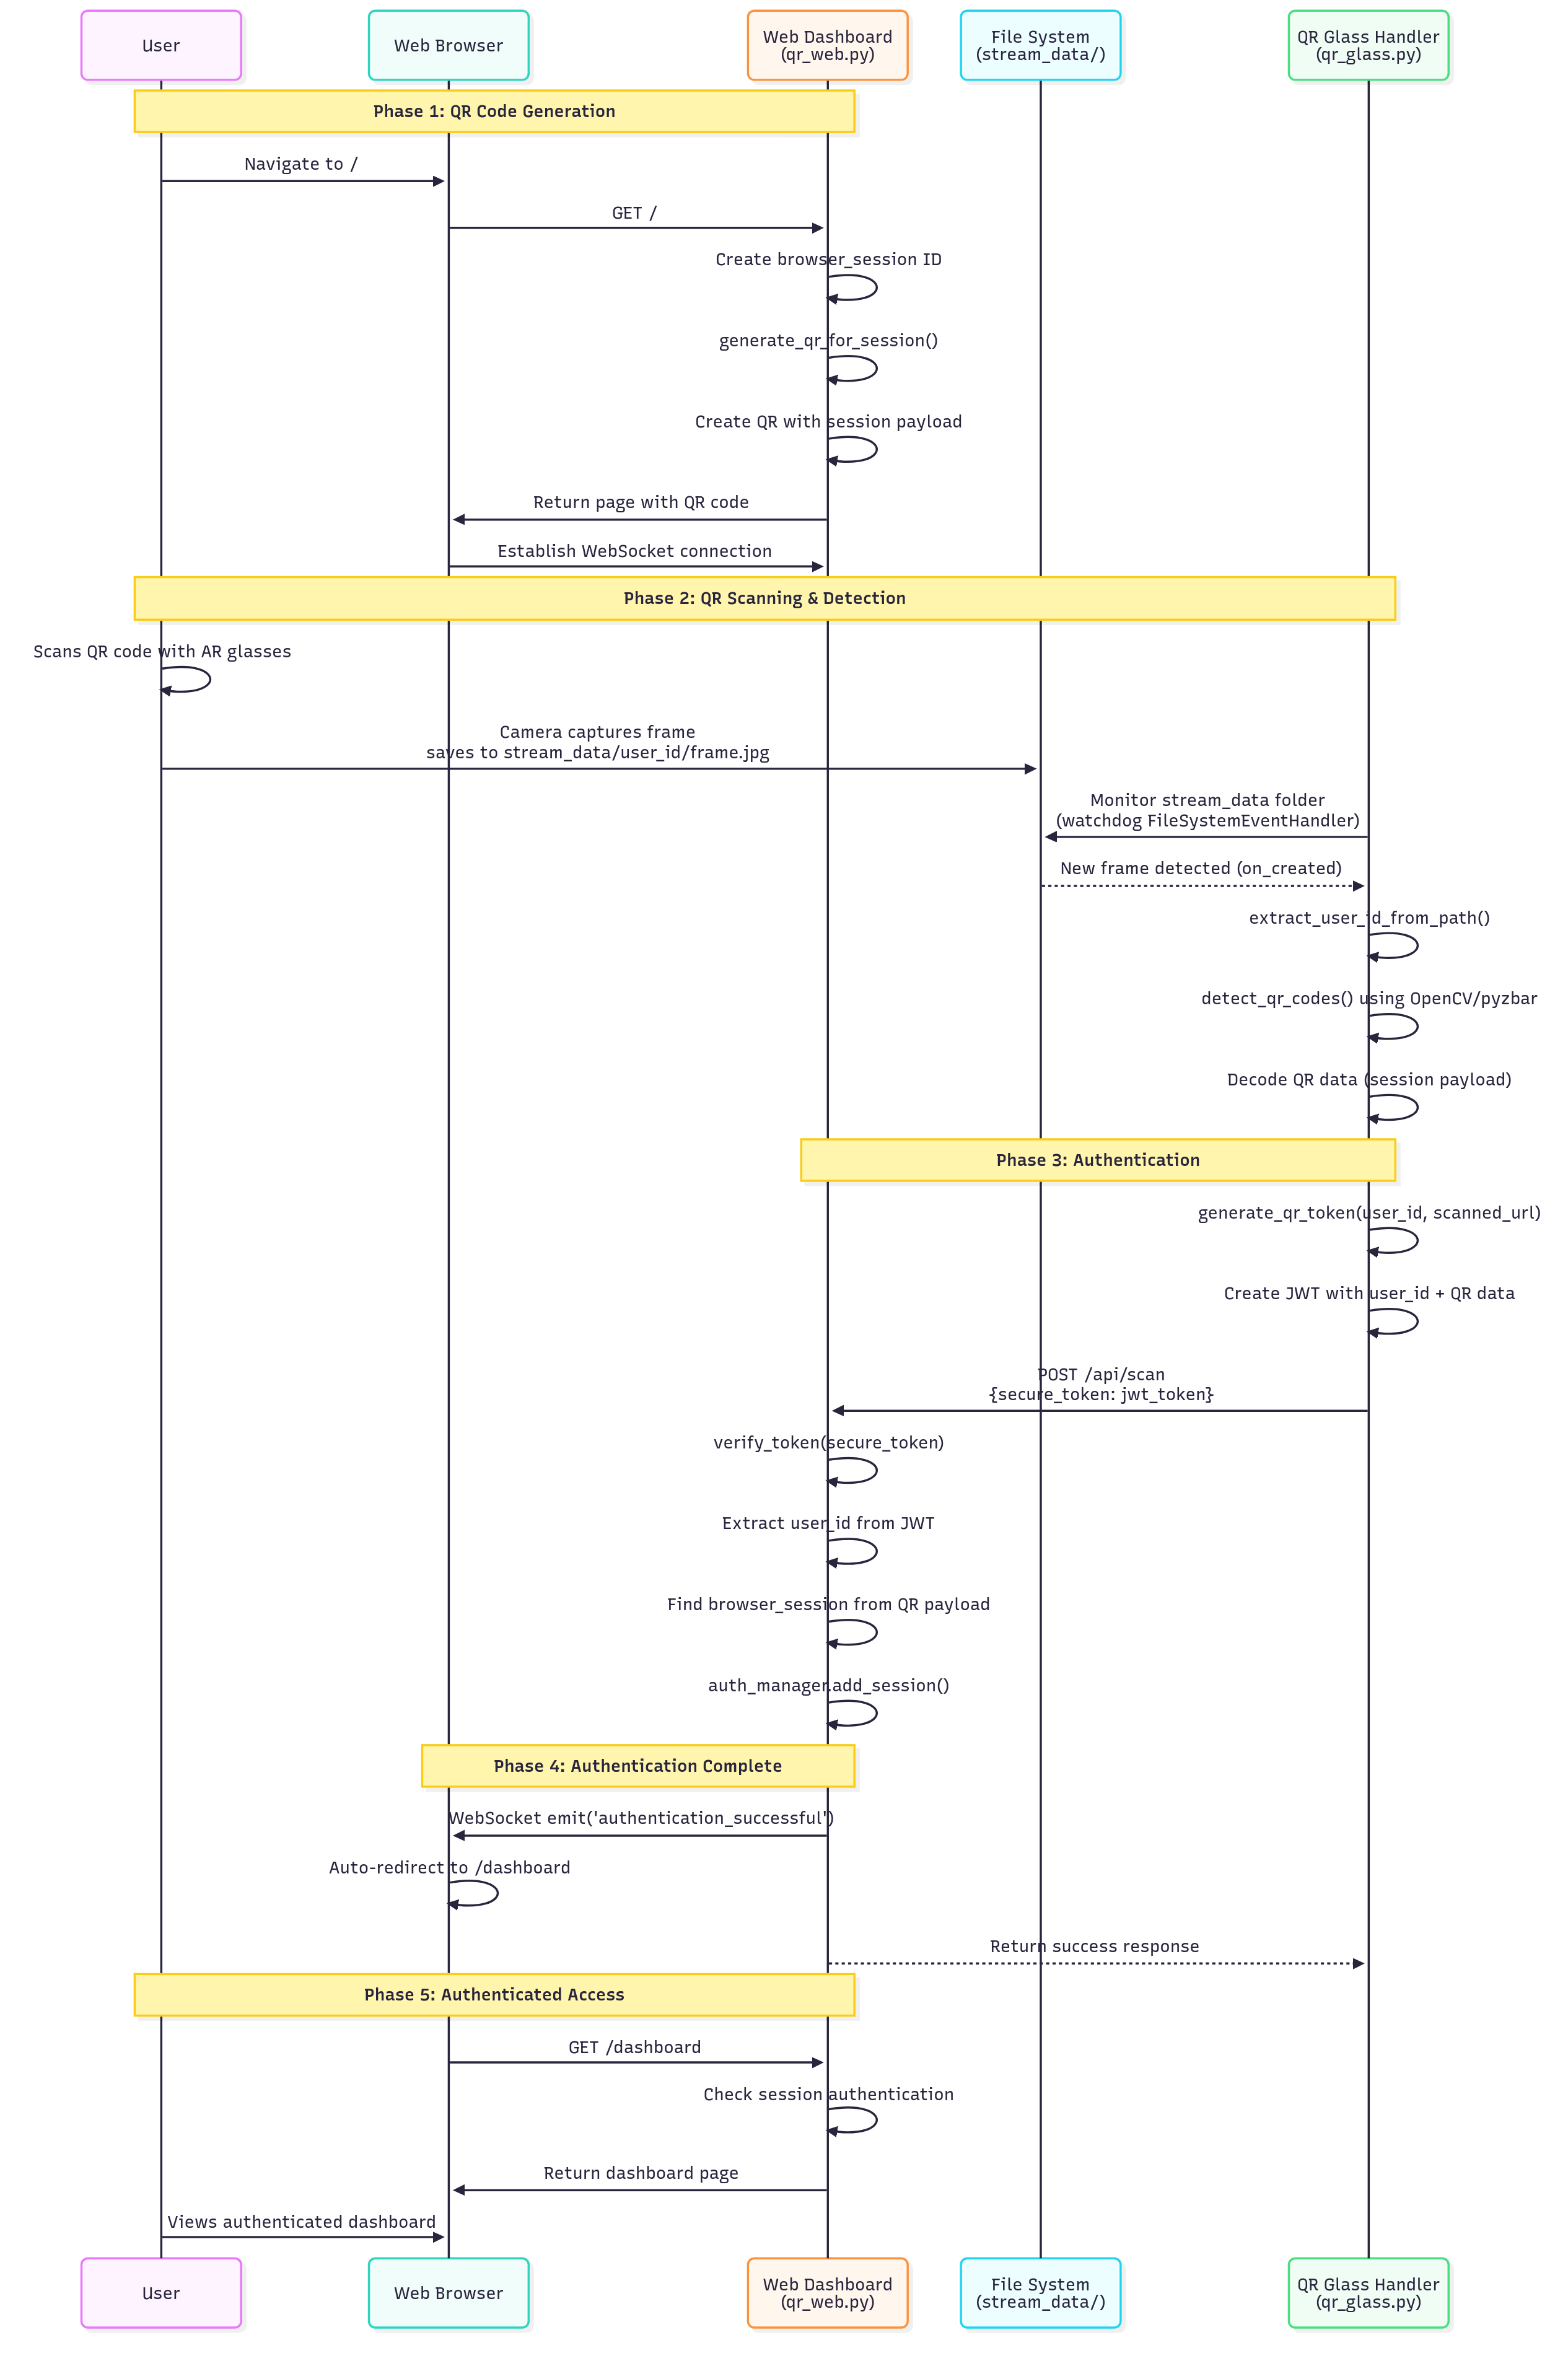 User
Web Browser
Web Dashboard
(qr_web.py)
File System
(stream_data/)
QR Glass Handler
(qr_glass.py)
Phase 1: QR Code Generation
Navigate to /
GET /
Create browser_session ID
generate_qr_for_session()
Create QR with session payload
Return page with QR code
Establish WebSocket connection
Phase 2: QR Scanning & Detection
Scans QR code with AR glasses
Camera captures frame
saves to stream_data/user_id/frame.jpg
Monitor stream_data folder
(watchdog FileSystemEventHandler)
New frame detected (on_created)
extract_user_id_from_path()
detect_qr_codes() using OpenCV/pyzbar
Decode QR data (session payload)
Phase 3: Authentication
generate_qr_token(user_id, scanned_url)
Create JWT with user_id + QR data
POST /api/scan
{secure_token: jwt_token}
verify_token(secure_token)
Extract user_id from JWT
Find browser_session from QR payload
auth_manager.add_session()
Phase 4: Authentication Complete
WebSocket emit('authentication_successful')
Auto-redirect to /dashboard
Return success response
Phase 5: Authenticated Access
GET /dashboard
Check session authentication
Return dashboard page
Views authenticated dashboard
User
Web Browser
Web Dashboard
(qr_web.py)
File System
(stream_data/)
QR Glass Handler
(qr_glass.py)